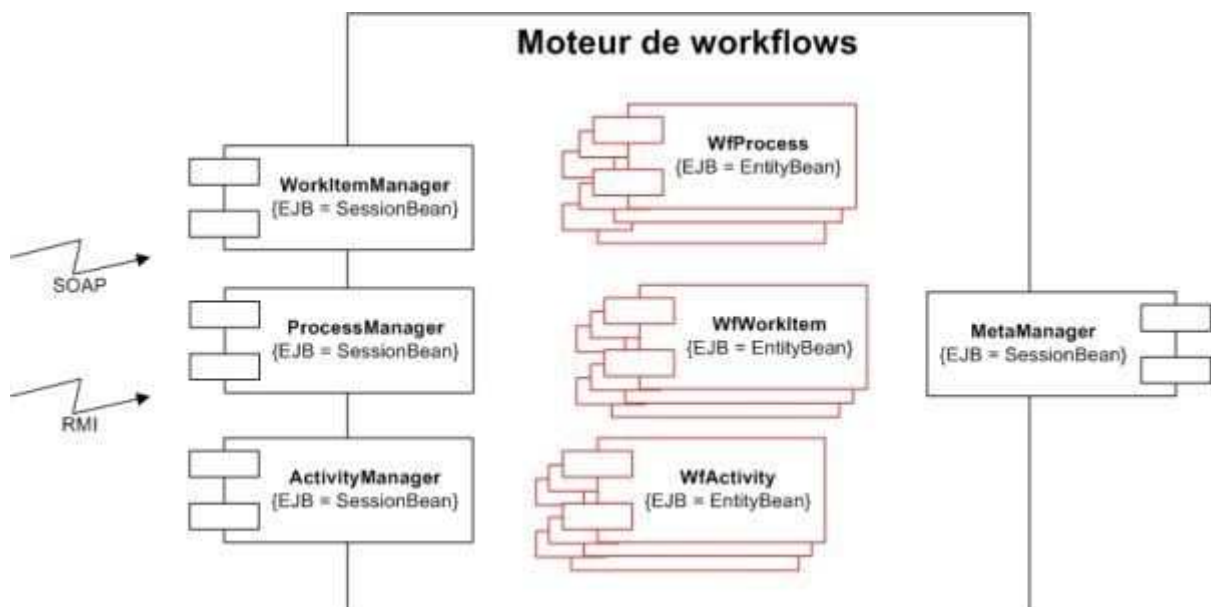 Moteur de workflows
WfProcess
{EJB = EntityBean}
WorkItemManager
{EJB = SessionBean}
SOAP
ProcessManager
{EJB = SessionBean}
WfWorkItem
{EJB = EntityBean}
MetaManager
{EJB = SessionBean}
RMI
ActivityManager
{EJB = SessionBean}
WfActivity
{EJB = EntityBean}